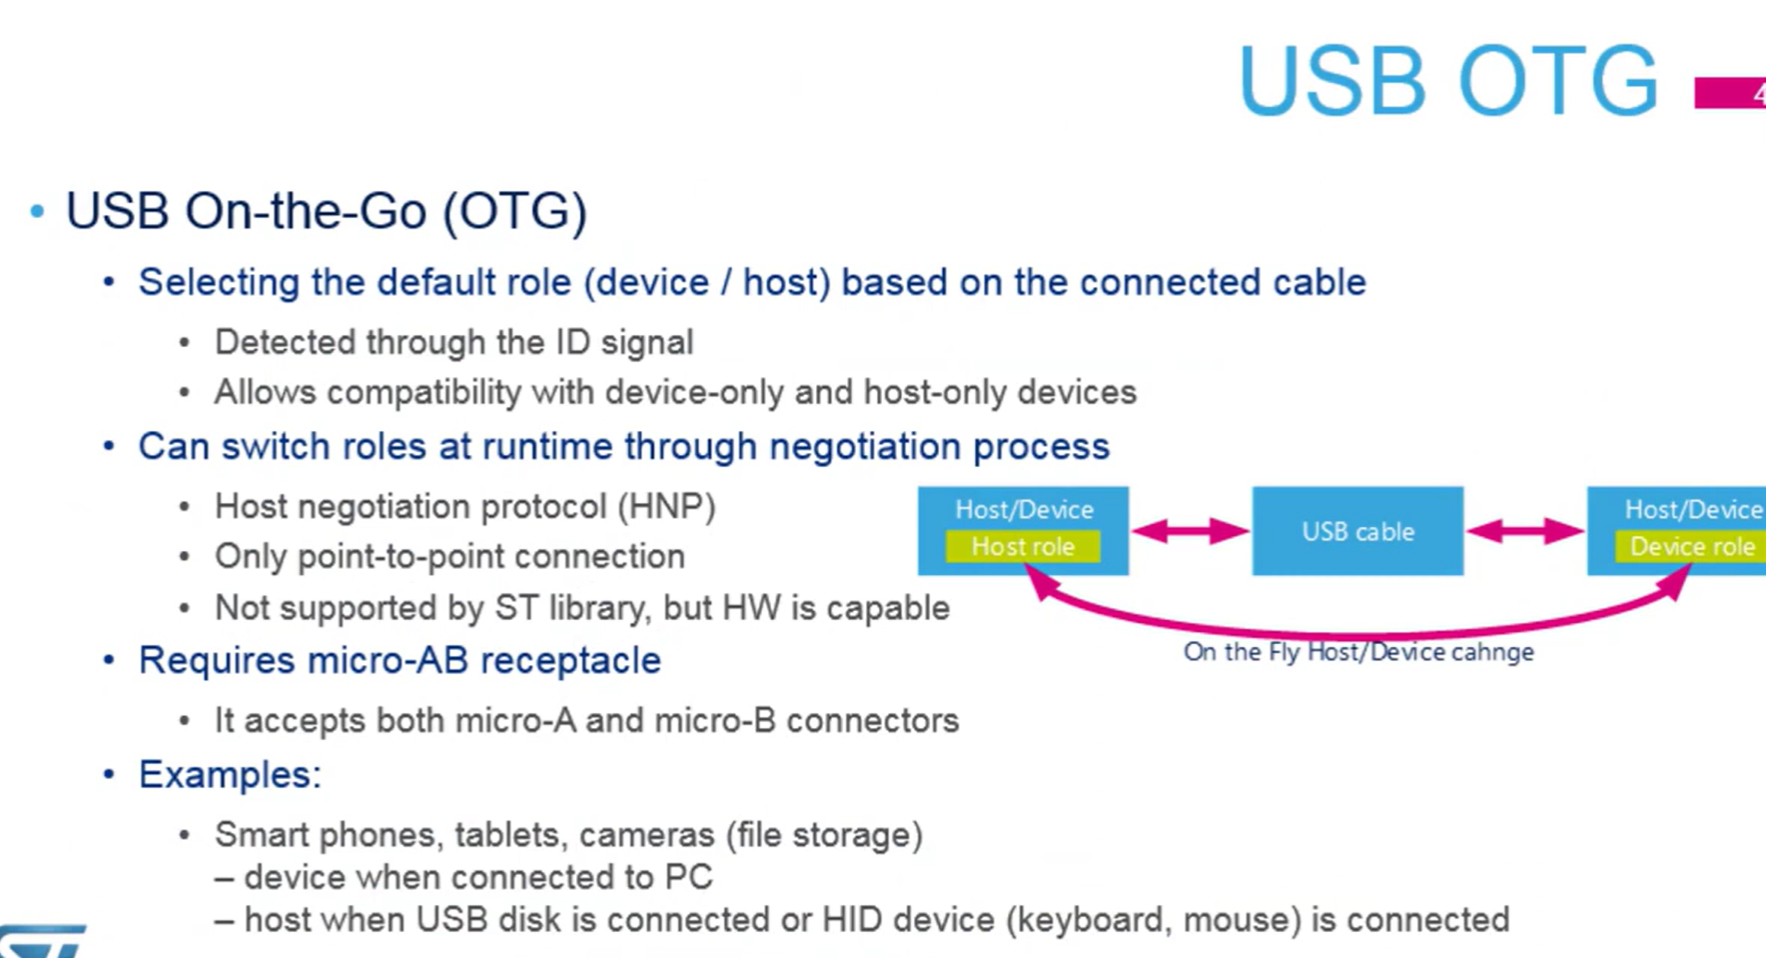 USB OTG
4
• USB On-the-Go (OTG)
• Selecting the default role (device / host) based on the connected cable
• Detected through the ID signal
• Allows compatibility with device-only and host-only devices
• Can switch roles at runtime through negotiation process
• Host negotiation protocol (HNP)
• Only point-to-point connection
• Not supported by ST library, but HW is capable
Host/Device
Host role
USB cable
Host/Device
Device role
On the Fly Host/Device cahnge
• Requires micro-AB receptacle
• It accepts both micro-A and micro-B connectors
• Examples:
• Smart phones, tablets, cameras (file storage)
– device when connected to PC
– host when USB disk is connected or HID device (keyboard, mouse) is connected
ST